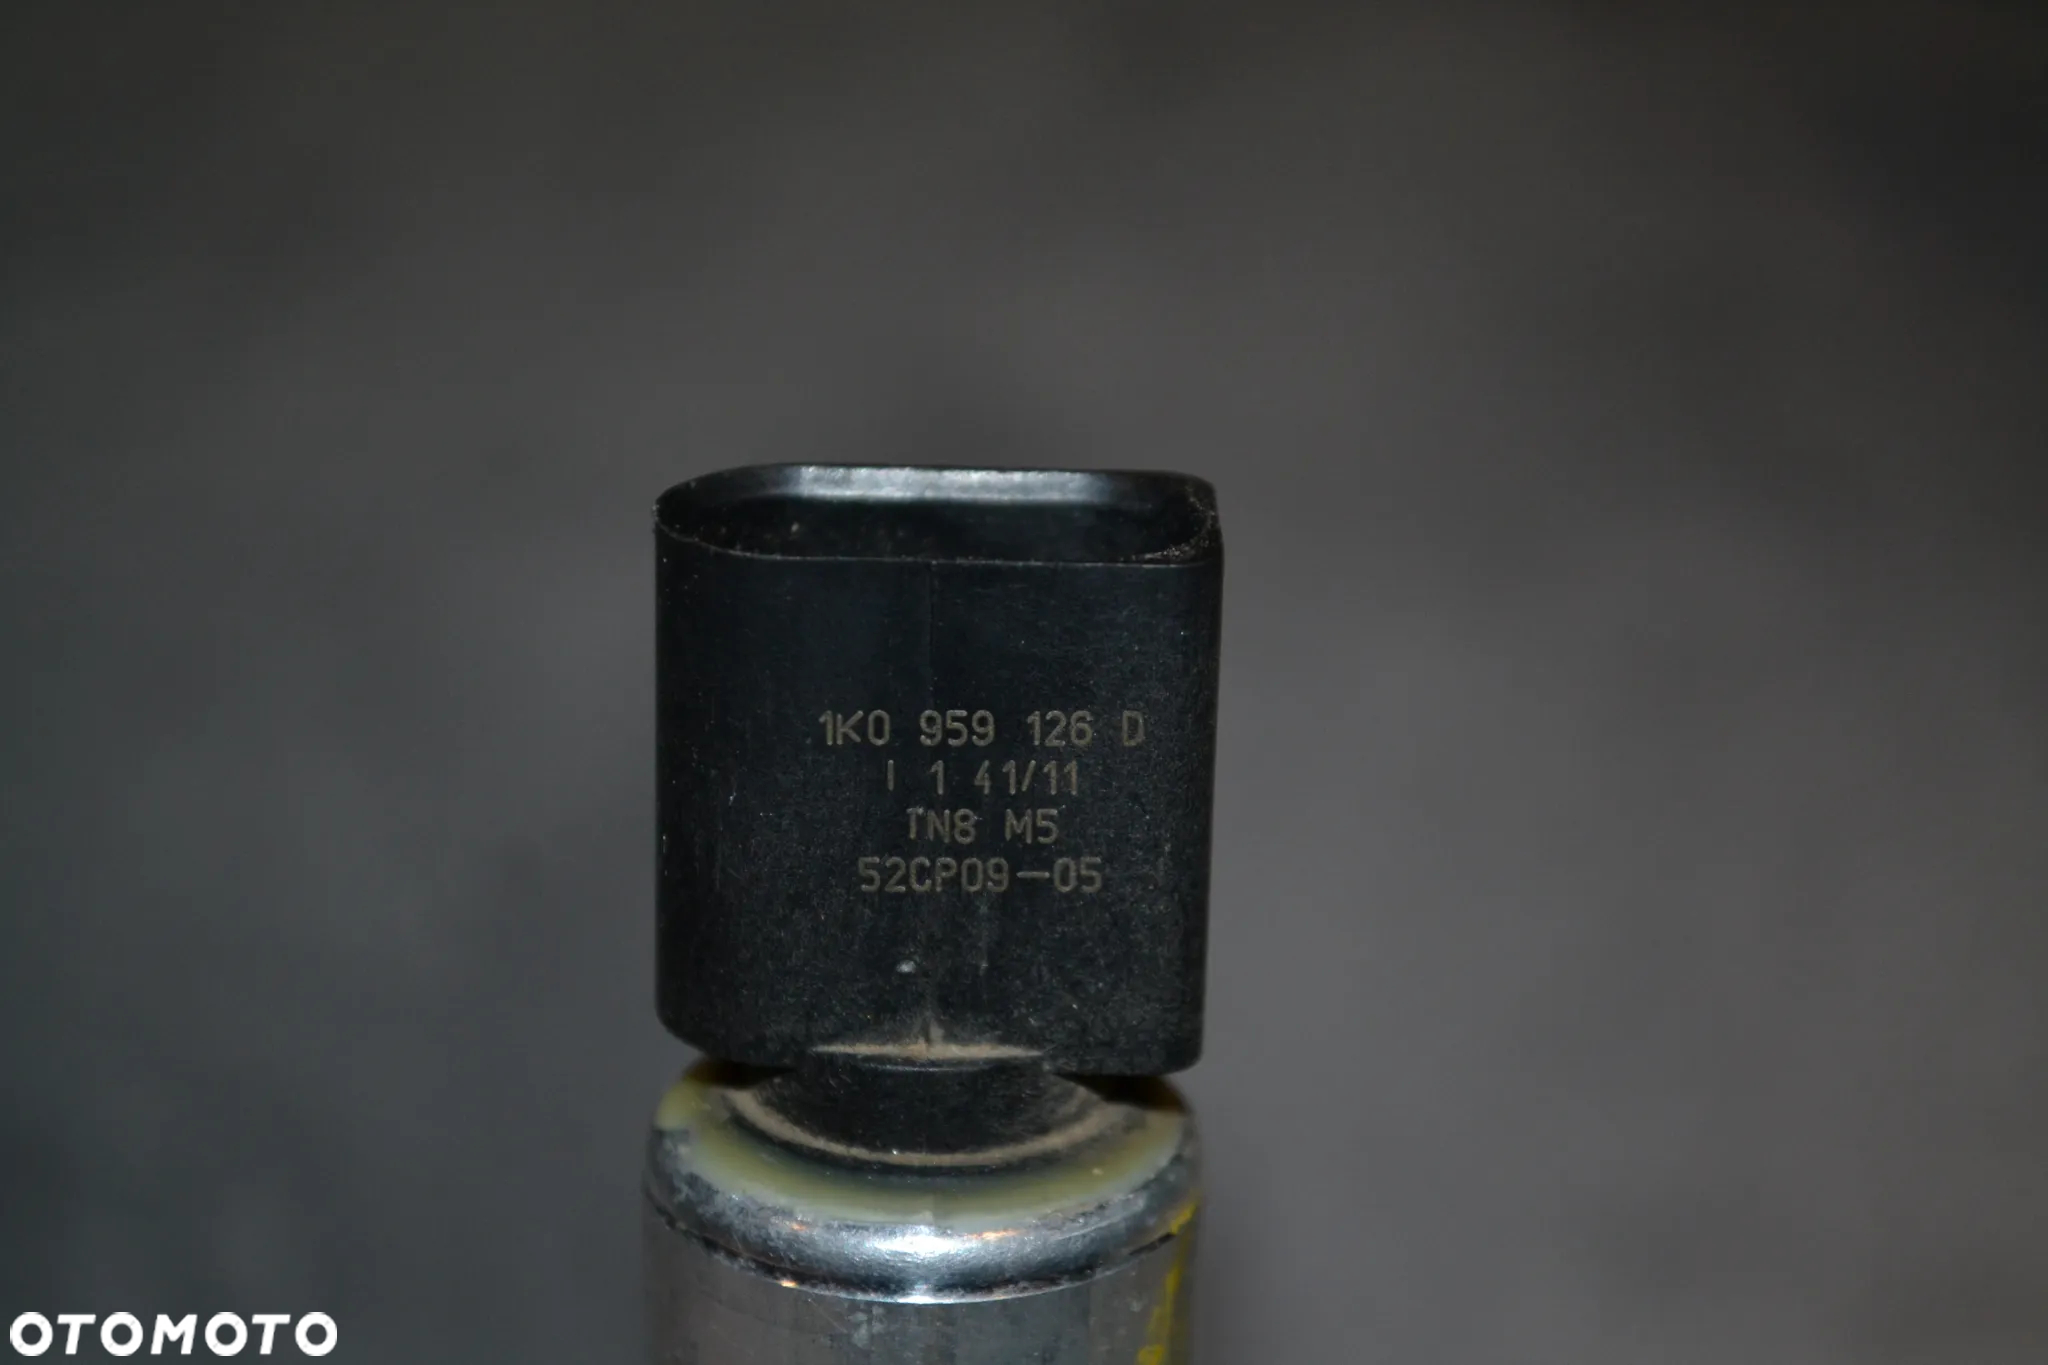 1K0 959 126 D
I 1 41/11
TN8 M5
52CP09-05
OTOMOTO